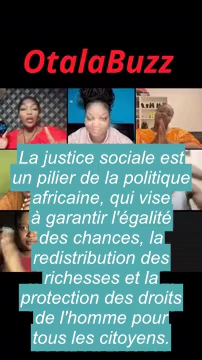 OtalaBuzz
La justice sociale est
un pilier de la politique
africaine, qui vise
à garantir l'égalité
des chances, la
redistribution des
richesses et la
protection des droits
de l'homme pour
tous les citoyens.